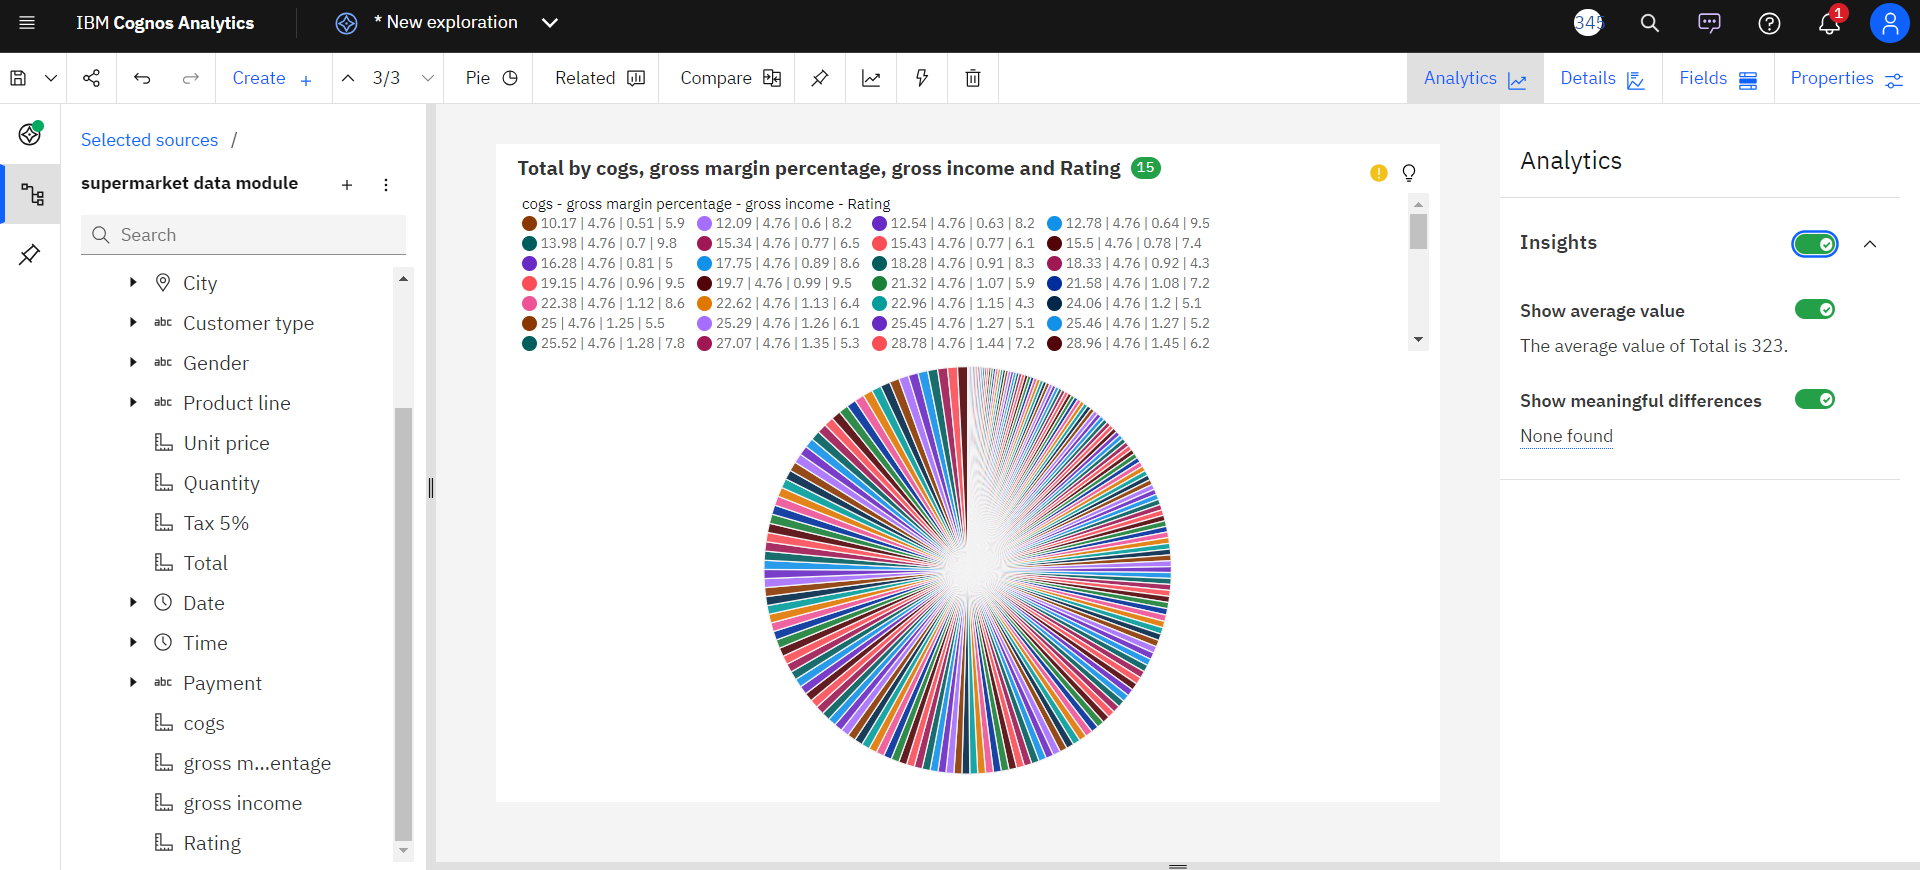 IBM Cognos Analytics
* New exploration
345
1
Create +
3/3
Pie
Related
Compare
Analytics
Details
Fields
Properties
Selected sources /
supermarket data module
Search
City
abc Customer type
abc Gender
abc Product line
Unit price
Quantity
Tax 5%
Total
Date
Time
abc Payment
cogs
gross m...entage
gross income
Rating
Total by cogs, gross margin percentage, gross income and Rating 15
cogs - gross margin percentage - gross income - Rating
10.17 | 4.76 | 0.51 | 5.9 12.09 | 4.76 | 0.6 | 8.2 12.54 | 4.76 | 0.63 | 8.2 12.78 | 4.76 | 0.64 | 9.5
13.98 | 4.76 | 0.7 | 9.8 15.34 | 4.76 | 0.77 | 6.5 15.43 | 4.76 | 0.77 | 6.1 15.5 | 4.76 | 0.78 | 7.4
16.28 | 4.76 | 0.81 | 5 17.75 | 4.76 | 0.89 | 8.6 18.28 | 4.76 | 0.91 | 8.3 18.33 | 4.76 | 0.92 | 4.3
19.15 | 4.76 | 0.96 | 9.5 19.7 | 4.76 | 0.99 | 9.5 21.32 | 4.76 | 1.07 | 5.9 21.58 | 4.76 | 1.08 | 7.2
22.38 | 4.76 | 1.12 | 8.6 22.62 | 4.76 | 1.13 | 6.4 22.96 | 4.76 | 1.15 | 4.3 24.06 | 4.76 | 1.2 | 5.1
25 | 4.76 | 1.25 | 5.5 25.29 | 4.76 | 1.26 | 6.1 25.45 | 4.76 | 1.27 | 5.1 25.46 | 4.76 | 1.27 | 5.2
25.52 | 4.76 | 1.28 | 7.8 27.07 | 4.76 | 1.35 | 5.3 28.78 | 4.76 | 1.44 | 7.2 28.96 | 4.76 | 1.45 | 6.2
Analytics
Insights
Show average value
The average value of Total is 323.
Show meaningful differences
None found